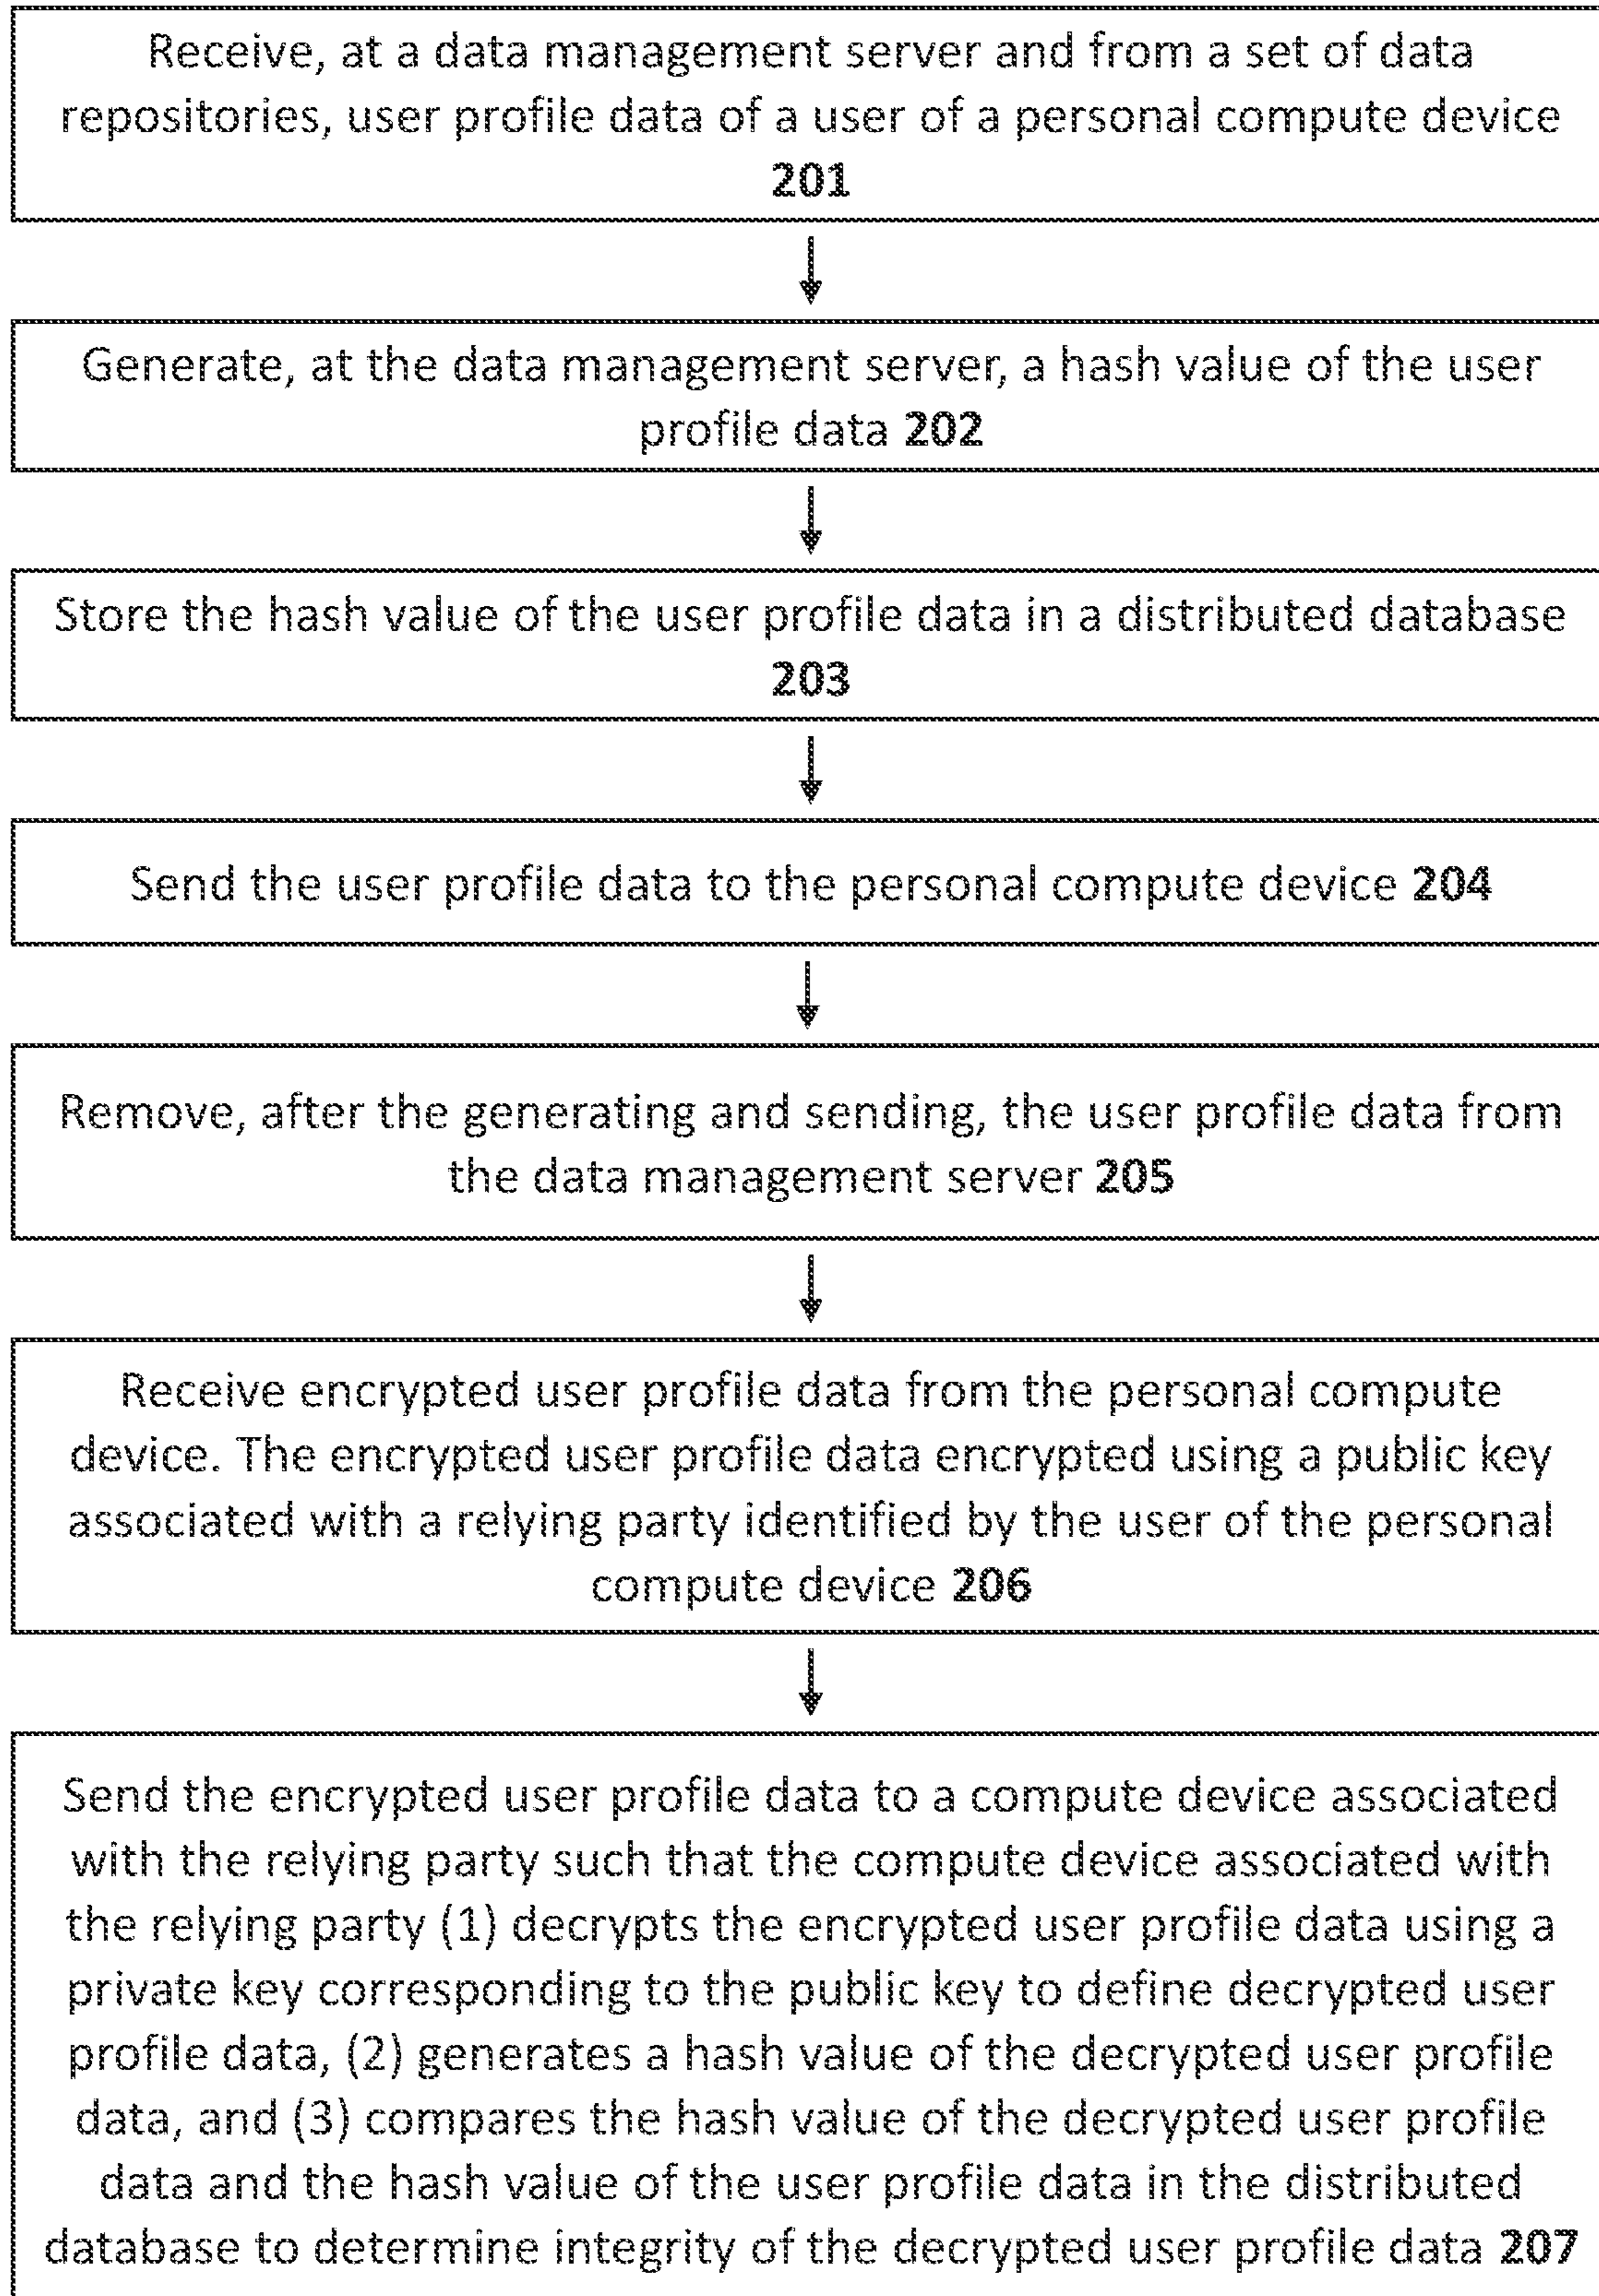 Receive, at a data management server and from a set of data
repositories, user profile data of a user of a personal compute device
201
Generate, at the data management server, a hash value of the user
profile data 202
Store the hash value of the user profile data in a distributed database
203
Send the user profile data to the personal compute device 204
Remove, after the generating and sending, the user profile data from
the data management server 205
Receive encrypted user profile data from the personal compute
device. The encrypted user profile data encrypted using a public key
associated with a relying party identified by the user of the personal
compute device 206
Send the encrypted user profile data to a compute device associated
with the relying party such that the compute device associated with
the relying party (1) decrypts the encrypted user profile data using a
private key corresponding to the public key to define decrypted user
profile data, (2) generates a hash value of the decrypted user profile
data, and (3) compares the hash value of the decrypted user profile
data and the hash value of the user profile data in the distributed
database to determine integrity of the decrypted user profile data 207